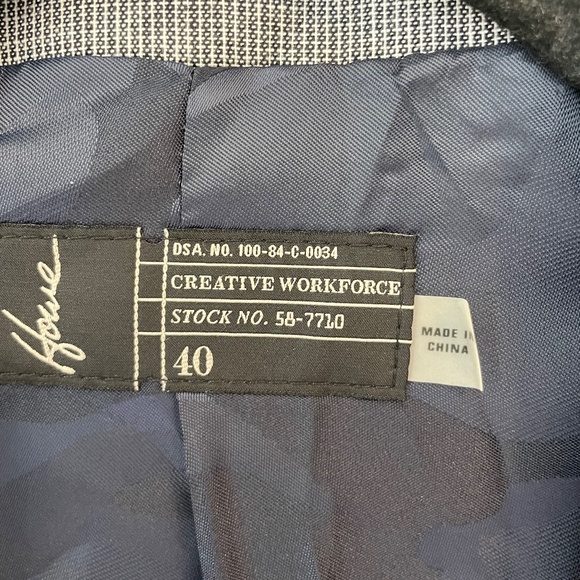 Howe
DSA. NO. 100-84-C-0034
CREATIVE WORKFORCE
STOCK NO. 58-7710
40
MADE IN
CHINA